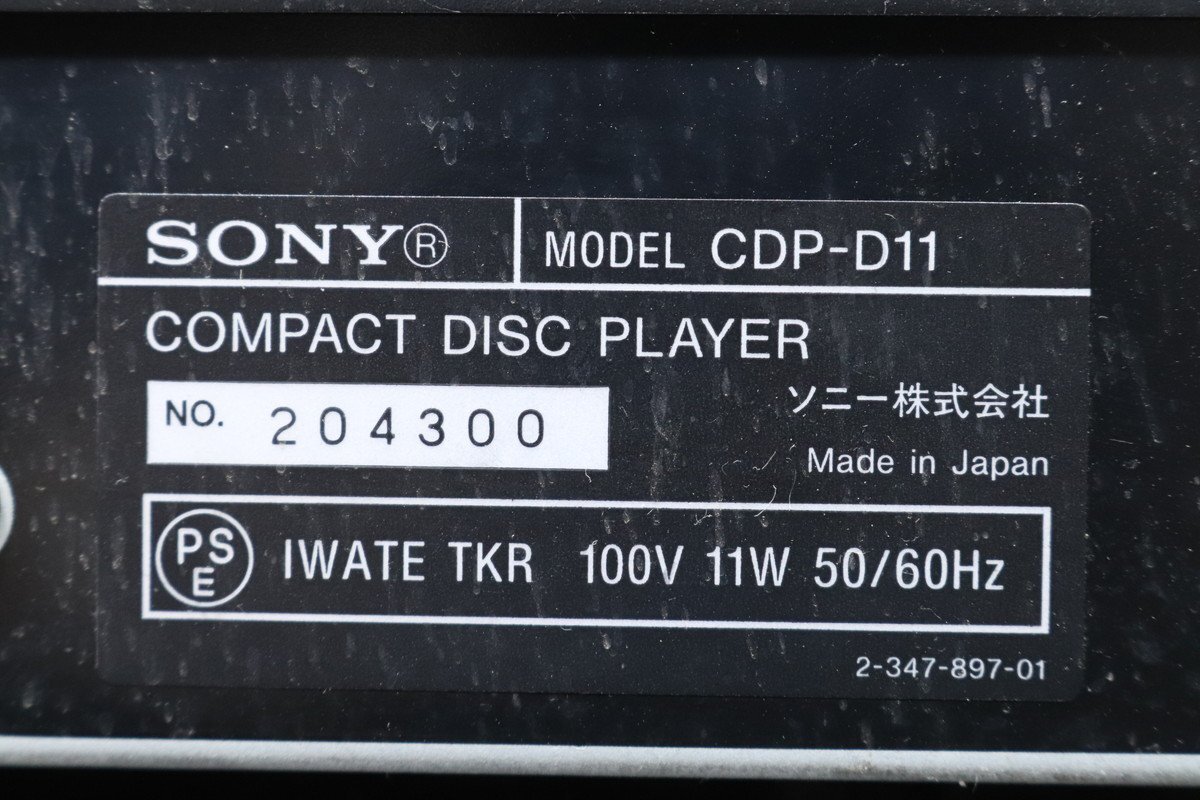 SONY® MODEL CDP-D11
COMPACT DISC PLAYER
NO. 204300
ソニー株式会社
Made in Japan
PSE IWATE TKR 100V 11W 50/60Hz
2-347-897-01